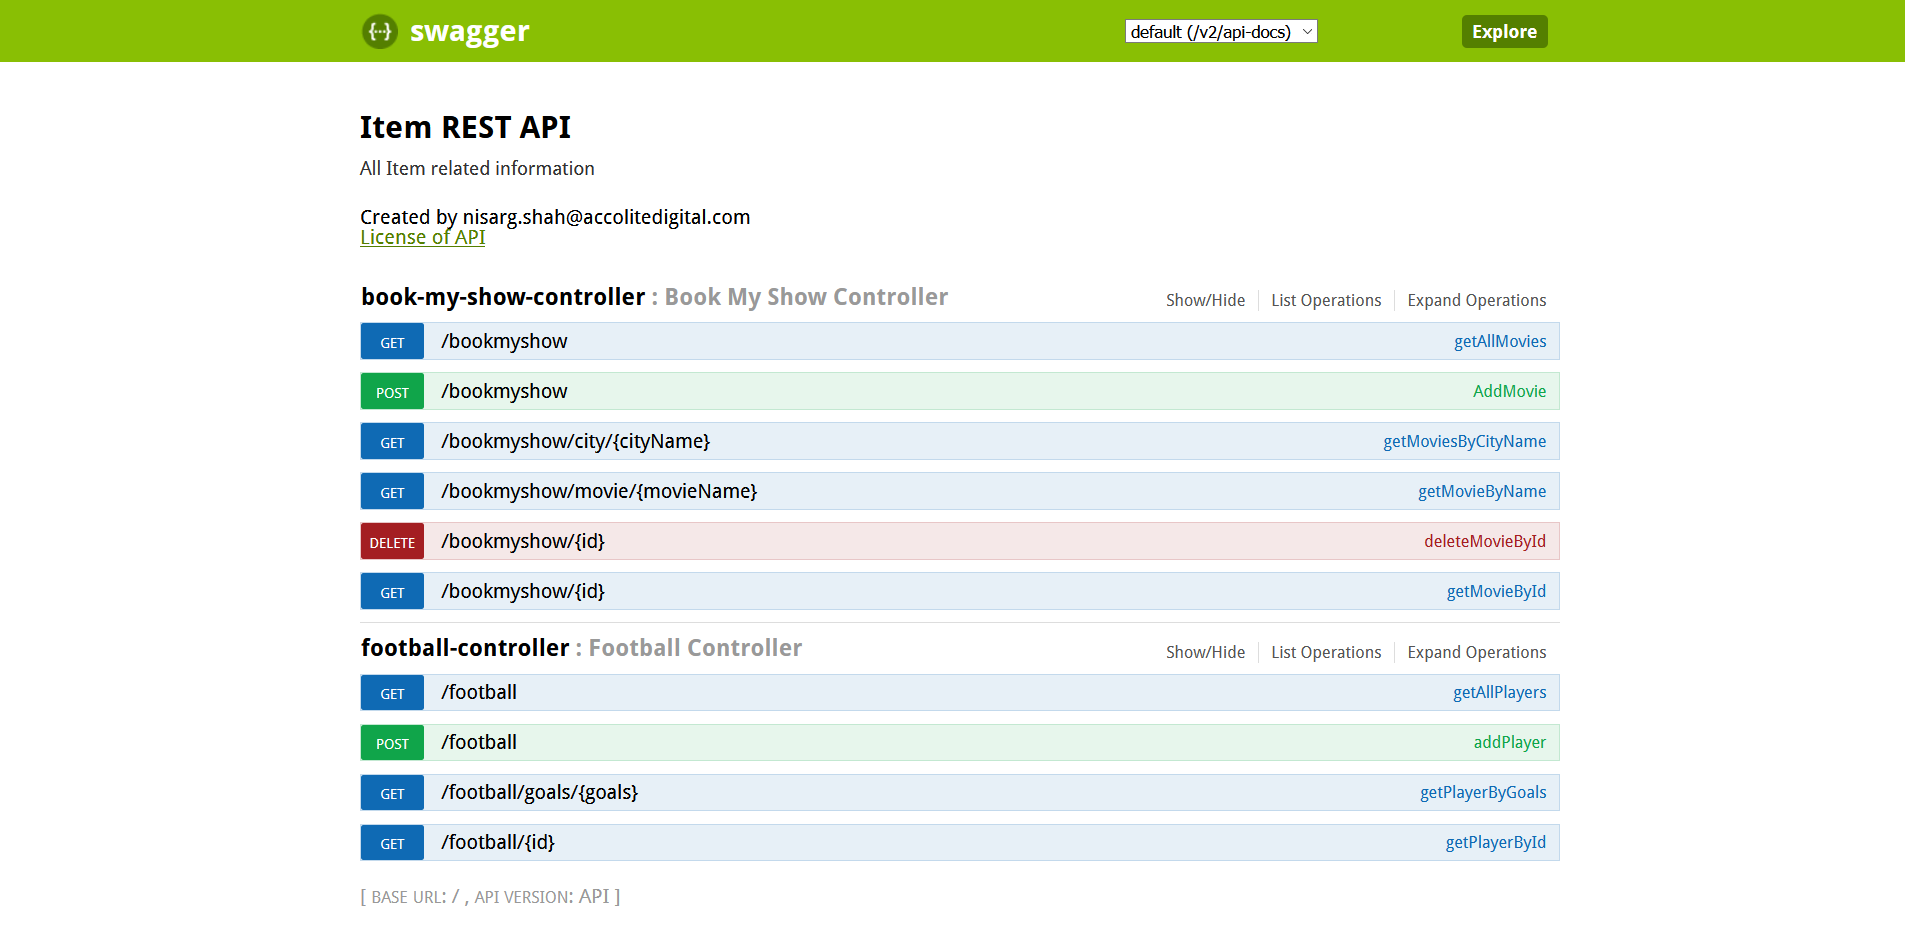 {···} swagger default (/v2/api-docs) Explore
Item REST API
All Item related information
Created by nisarg.shah@accolitedigital.com
License of API
book-my-show-controller : Book My Show Controller Show/Hide List Operations Expand Operations
GET /bookmyshow getAllMovies
POST /bookmyshow AddMovie
GET /bookmyshow/city/{cityName} getMoviesByCityName
GET /bookmyshow/movie/{movieName} getMovieByName
DELETE /bookmyshow/{id} deleteMovieById
GET /bookmyshow/{id} getMovieById
football-controller : Football Controller Show/Hide List Operations Expand Operations
GET /football getAllPlayers
POST /football addPlayer
GET /football/goals/{goals} getPlayerByGoals
GET /football/{id} getPlayerById
[ BASE URL: / , API VERSION: API ]